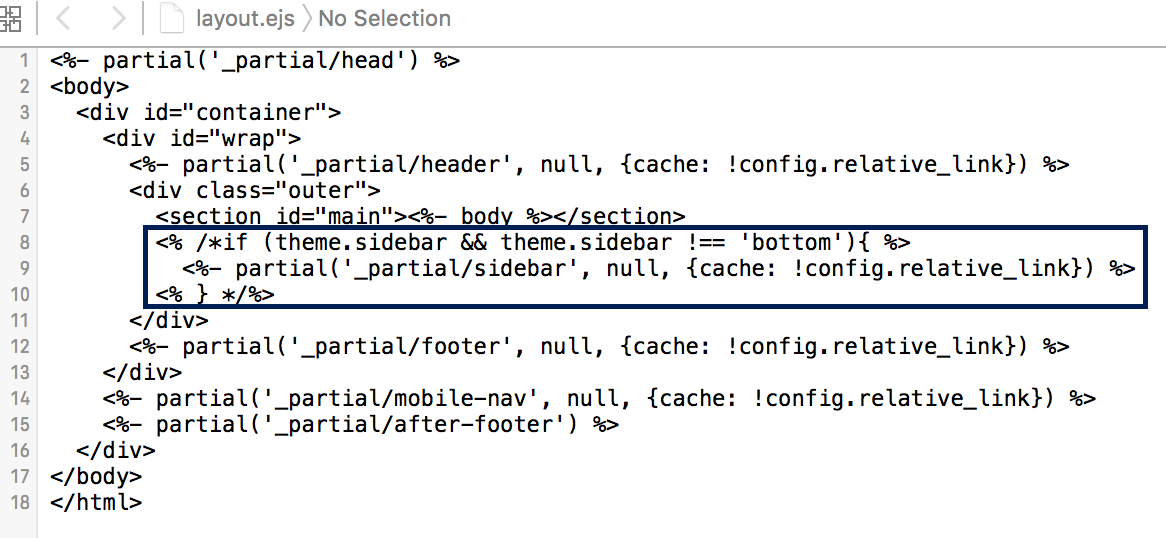 layout.ejs 〉No Selection
1 <%- partial('_partial/head') %>
2 <body>
3   <div id="container">
4     <div id="wrap">
5       <%- partial('_partial/header', null, {cache: !config.relative_link}) %>
6       <div class="outer">
7         <section id="main"><%- body %></section>
8         <% /*if (theme.sidebar && theme.sidebar !== 'bottom'){ %>
9           <%- partial('_partial/sidebar', null, {cache: !config.relative_link}) %>
10         <% } */%>
11       </div>
12       <%- partial('_partial/footer', null, {cache: !config.relative_link}) %>
13     </div>
14     <%- partial('_partial/mobile-nav', null, {cache: !config.relative_link}) %>
15     <%- partial('_partial/after-footer') %>
16   </div>
17 </body>
18 </html>